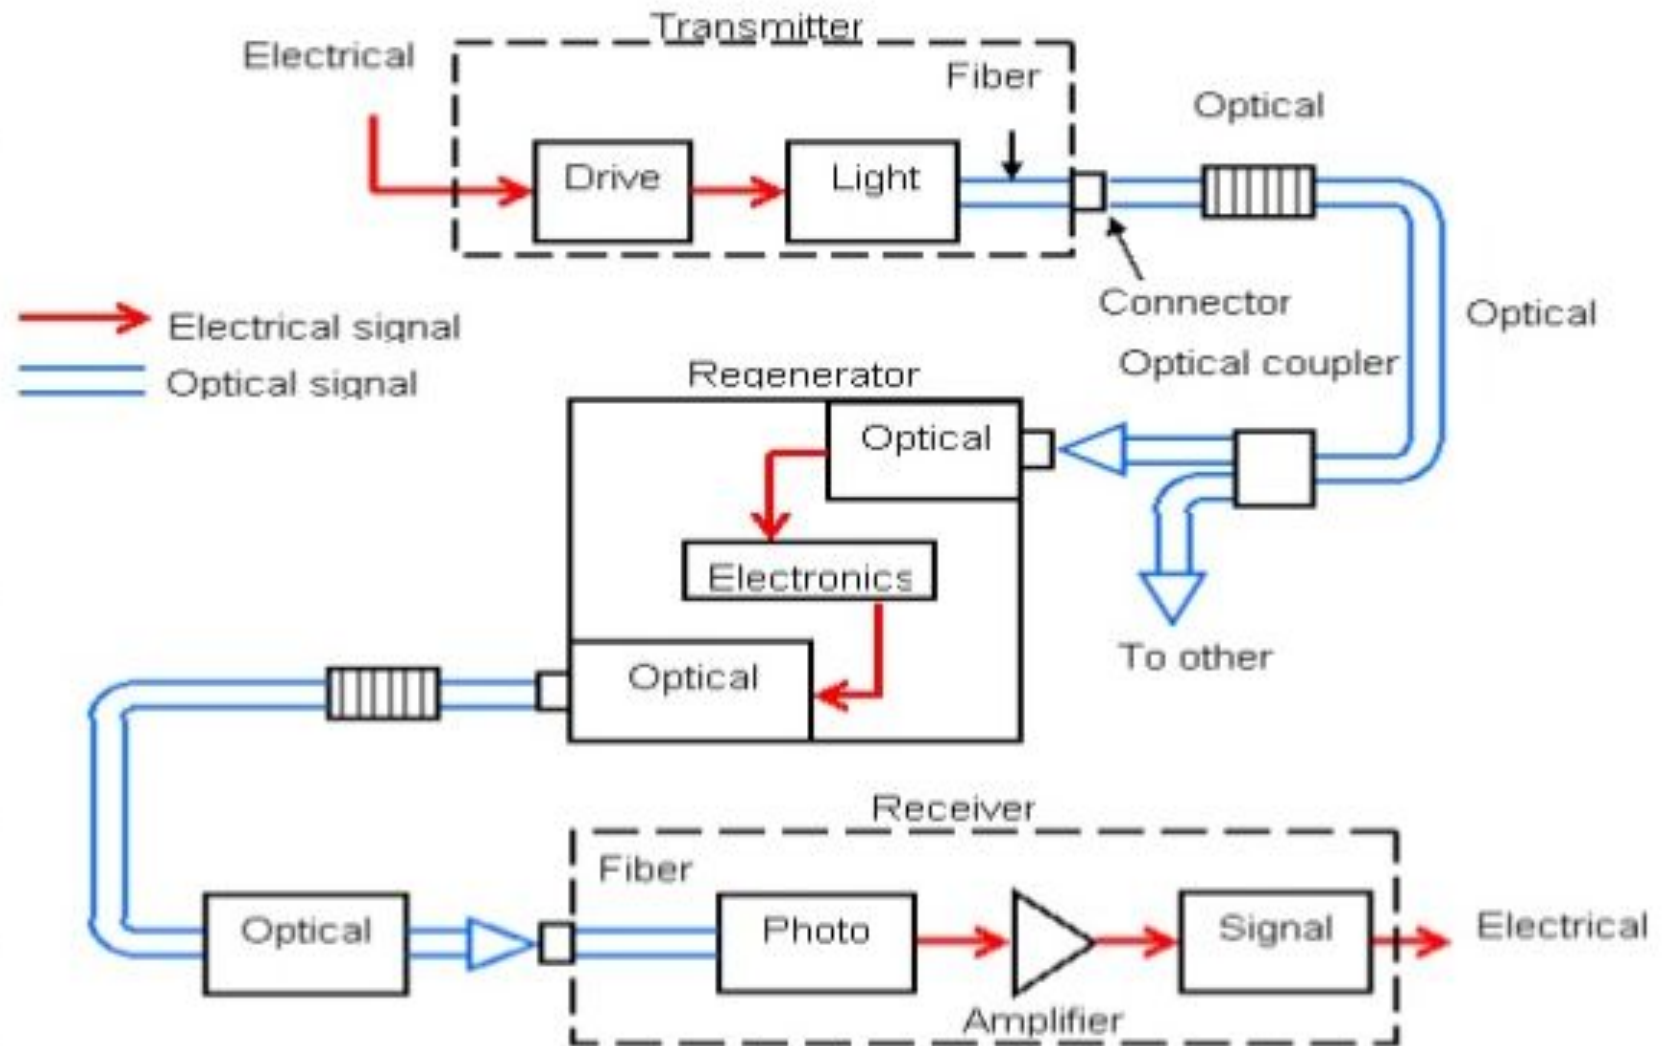 Transmitter
Electrical
Fiber
Optical
Drive
Light
Connector
Electrical signal
Optical
Optical signal
Optical coupler
Regenerator
Optical
Electronics
To other
Optical
Receiver
Fiber
Optical
Photo
Signal
Electrical
Amplifier